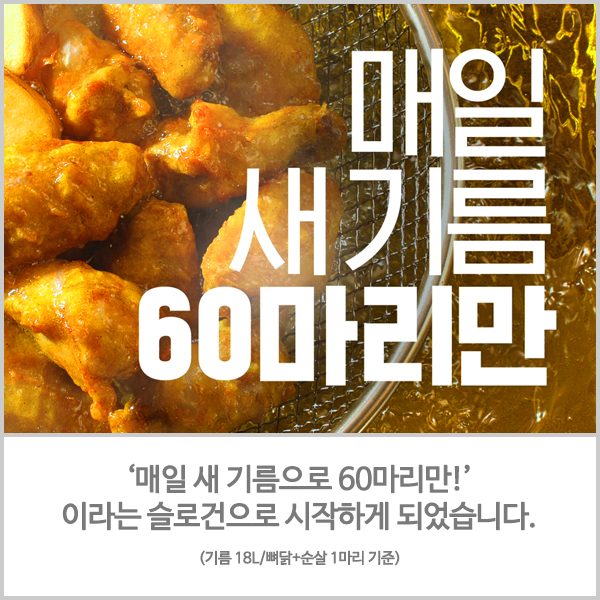 매일
새 기름
60마리만
‘매일 새 기름으로 60마리만!’
이라는 슬로건으로 시작하게 되었습니다.
(기름 18L/뼈닭+순살 1마리 기준)